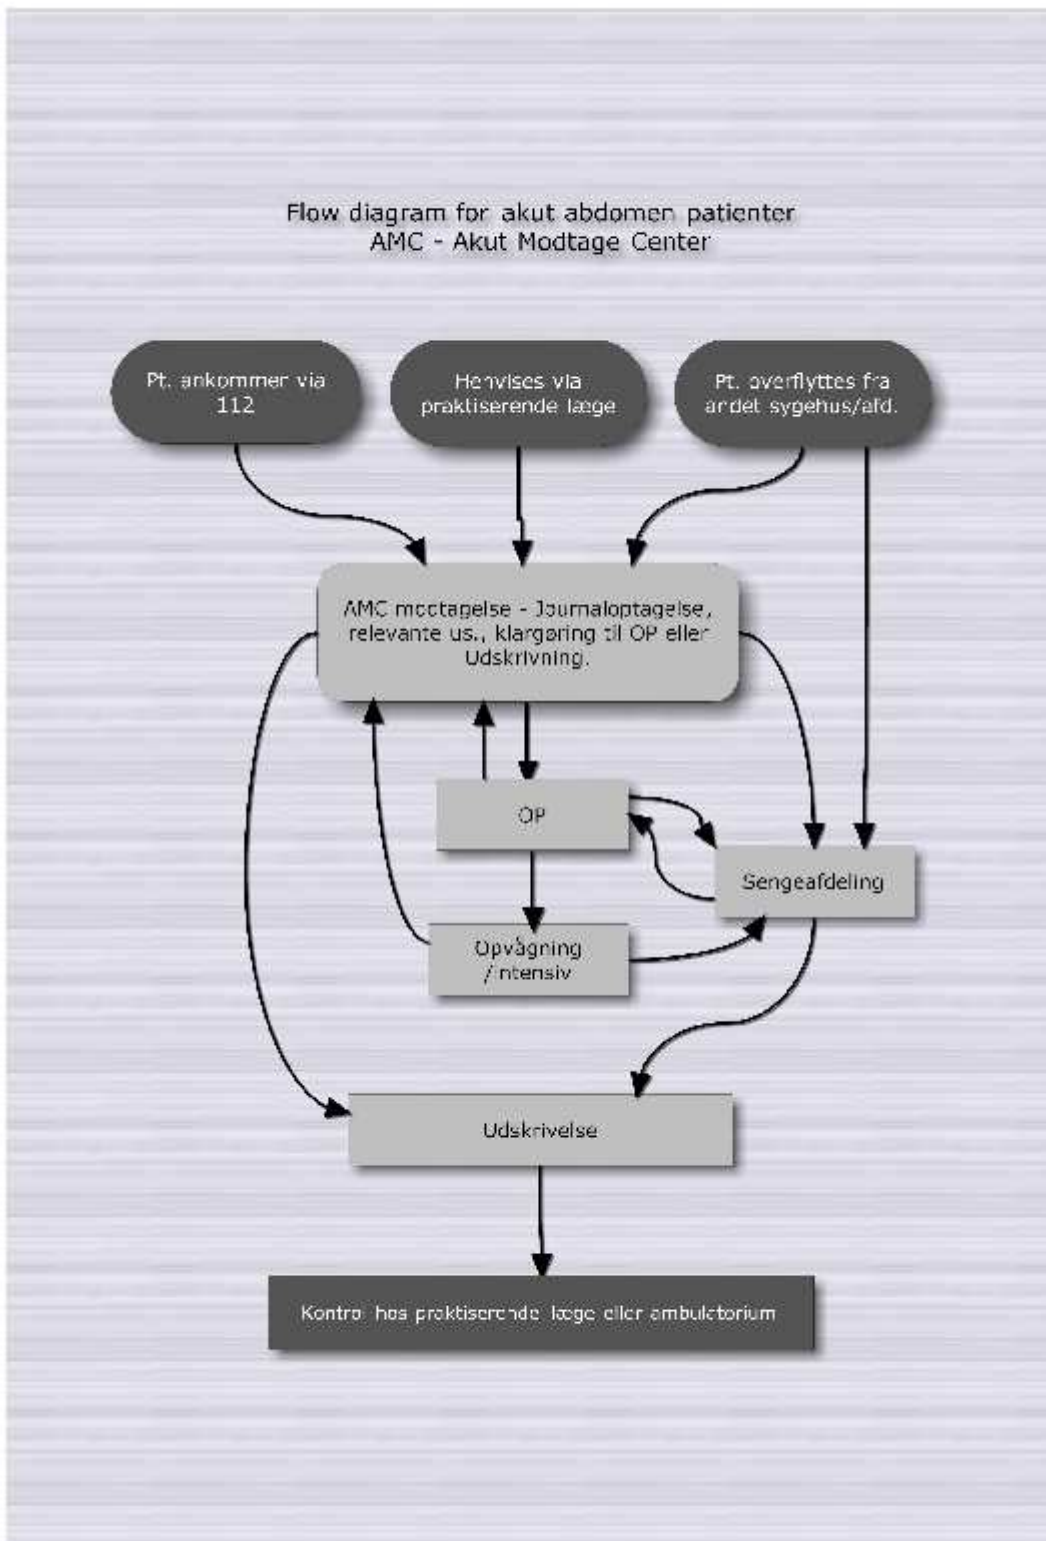 Flow diagram for akut abdomen patienter
AMC - Akut Modtage Center
Pt. ankommer via
112
Henvises via
praktiserende læge
Pt. overflyttes fra
andet sygehus/afd.
AMC modtagelse - Journaloptagelse,
relevante us., klargøring til OP eller
Udskrivning.
OP
Sengeafdeling
Opvågning
/intensiv
Udskrivelse
Kontrol hos praktiserende læge eller ambulatorium